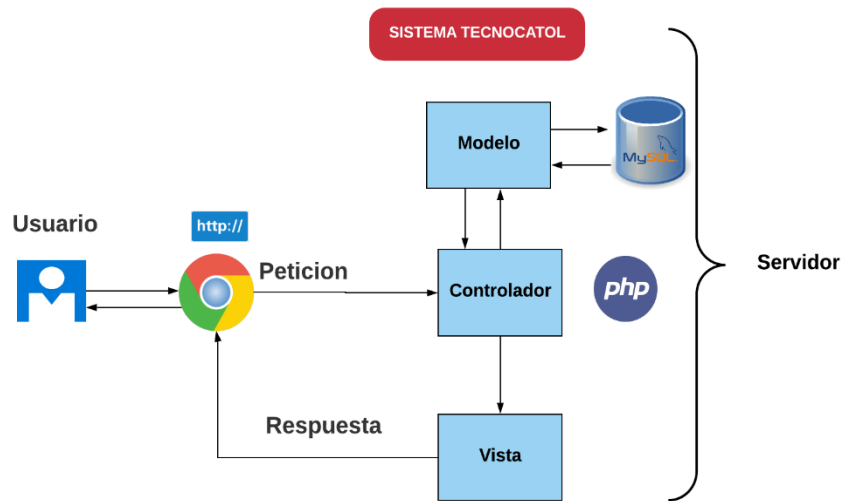 SISTEMA TECNOCATOL
Modelo
MySQL
Usuario
http://
Peticion
Controlador
php
Servidor
Respuesta
Vista